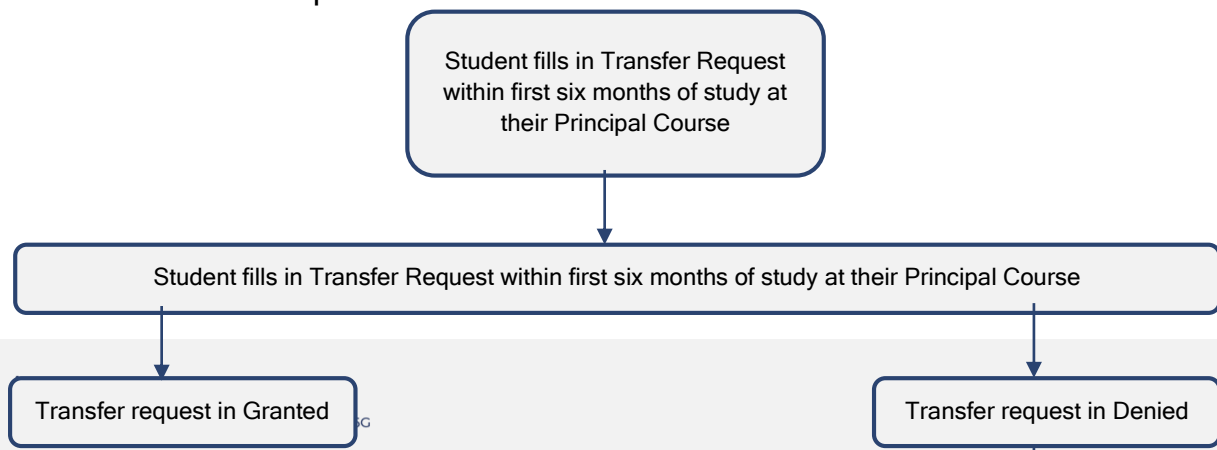 Student fills in Transfer Request
within first six months of study at
their Principal Course
Student fills in Transfer Request within first six months of study at their Principal Course
Transfer request in Granted
SG
Transfer request in Denied